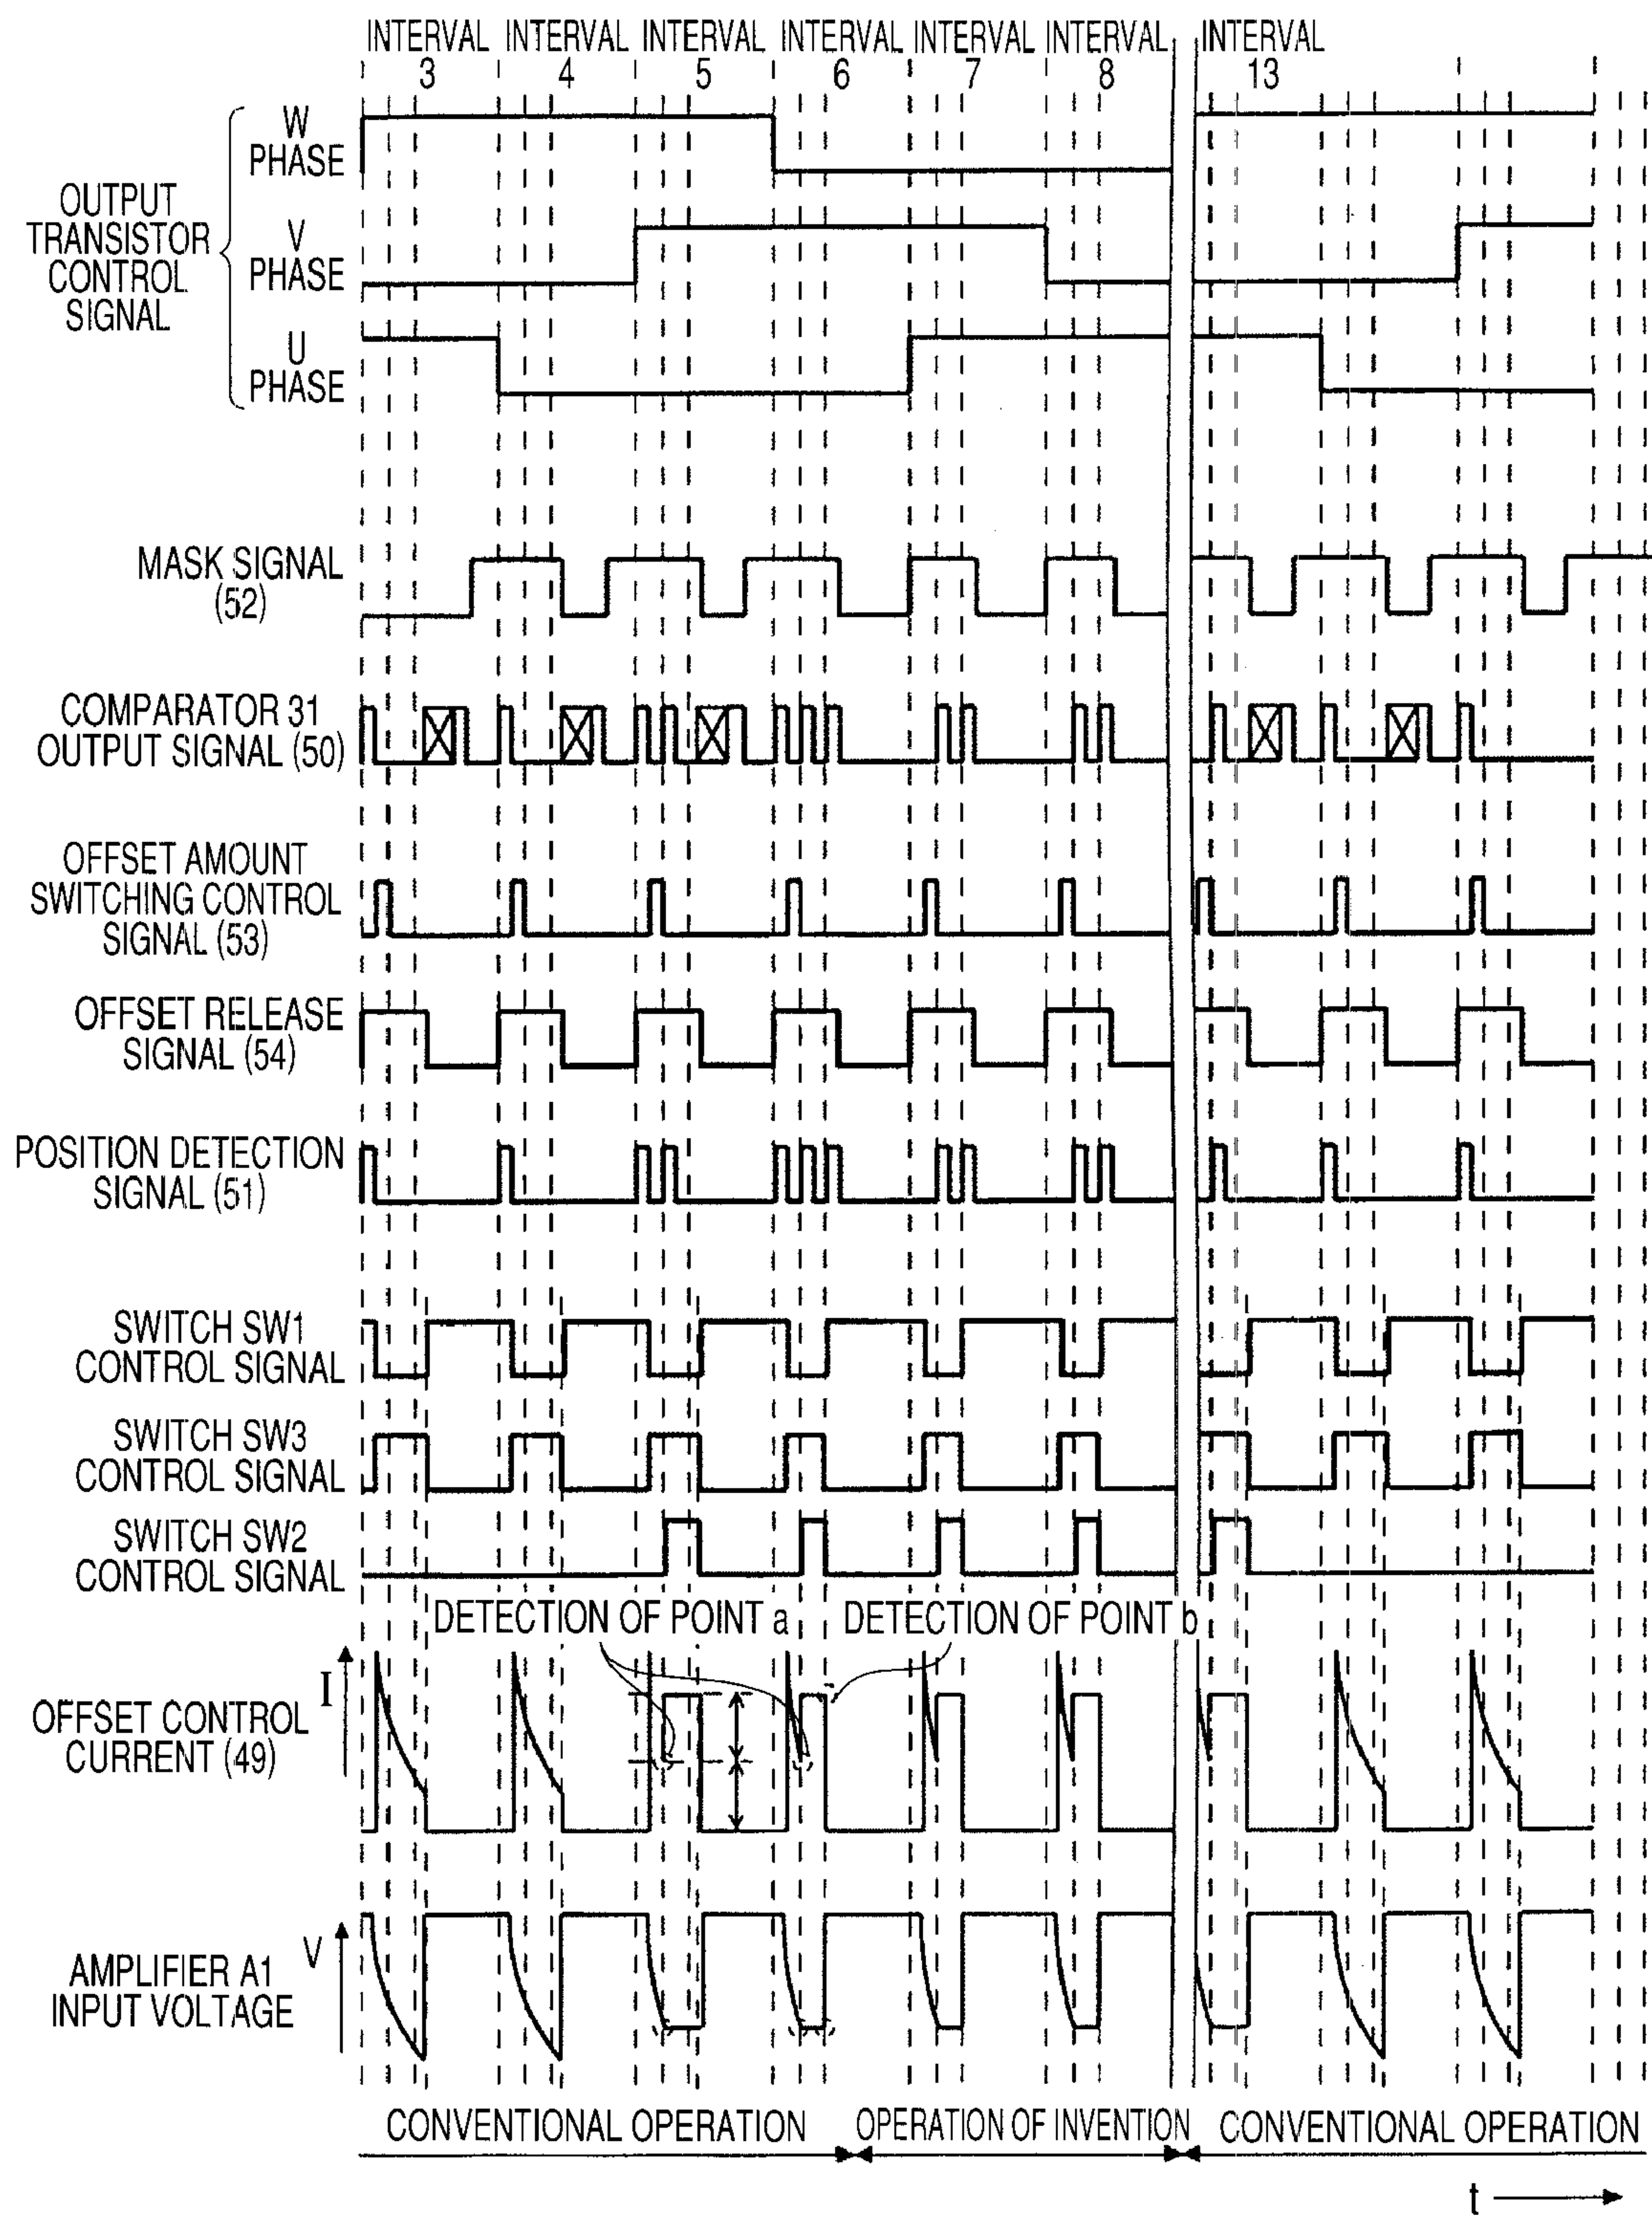 INTERVAL INTERVAL INTERVAL INTERVAL INTERVAL INTERVAL INTERVAL
3 4 5 6 7 8 13
OUTPUT
TRANSISTOR
CONTROL
SIGNAL
W
PHASE
V
PHASE
U
PHASE
MASK SIGNAL
(52)
COMPARATOR 31
OUTPUT SIGNAL (50)
OFFSET AMOUNT
SWITCHING CONTROL
SIGNAL (53)
OFFSET RELEASE
SIGNAL (54)
POSITION DETECTION
SIGNAL (51)
SWITCH SW1
CONTROL SIGNAL
SWITCH SW3
CONTROL SIGNAL
SWITCH SW2
CONTROL SIGNAL
DETECTION OF POINT a DETECTION OF POINT b
I
OFFSET CONTROL
CURRENT (49)
V
AMPLIFIER A1
INPUT VOLTAGE
CONVENTIONAL OPERATION OPERATION OF INVENTION CONVENTIONAL OPERATION
t